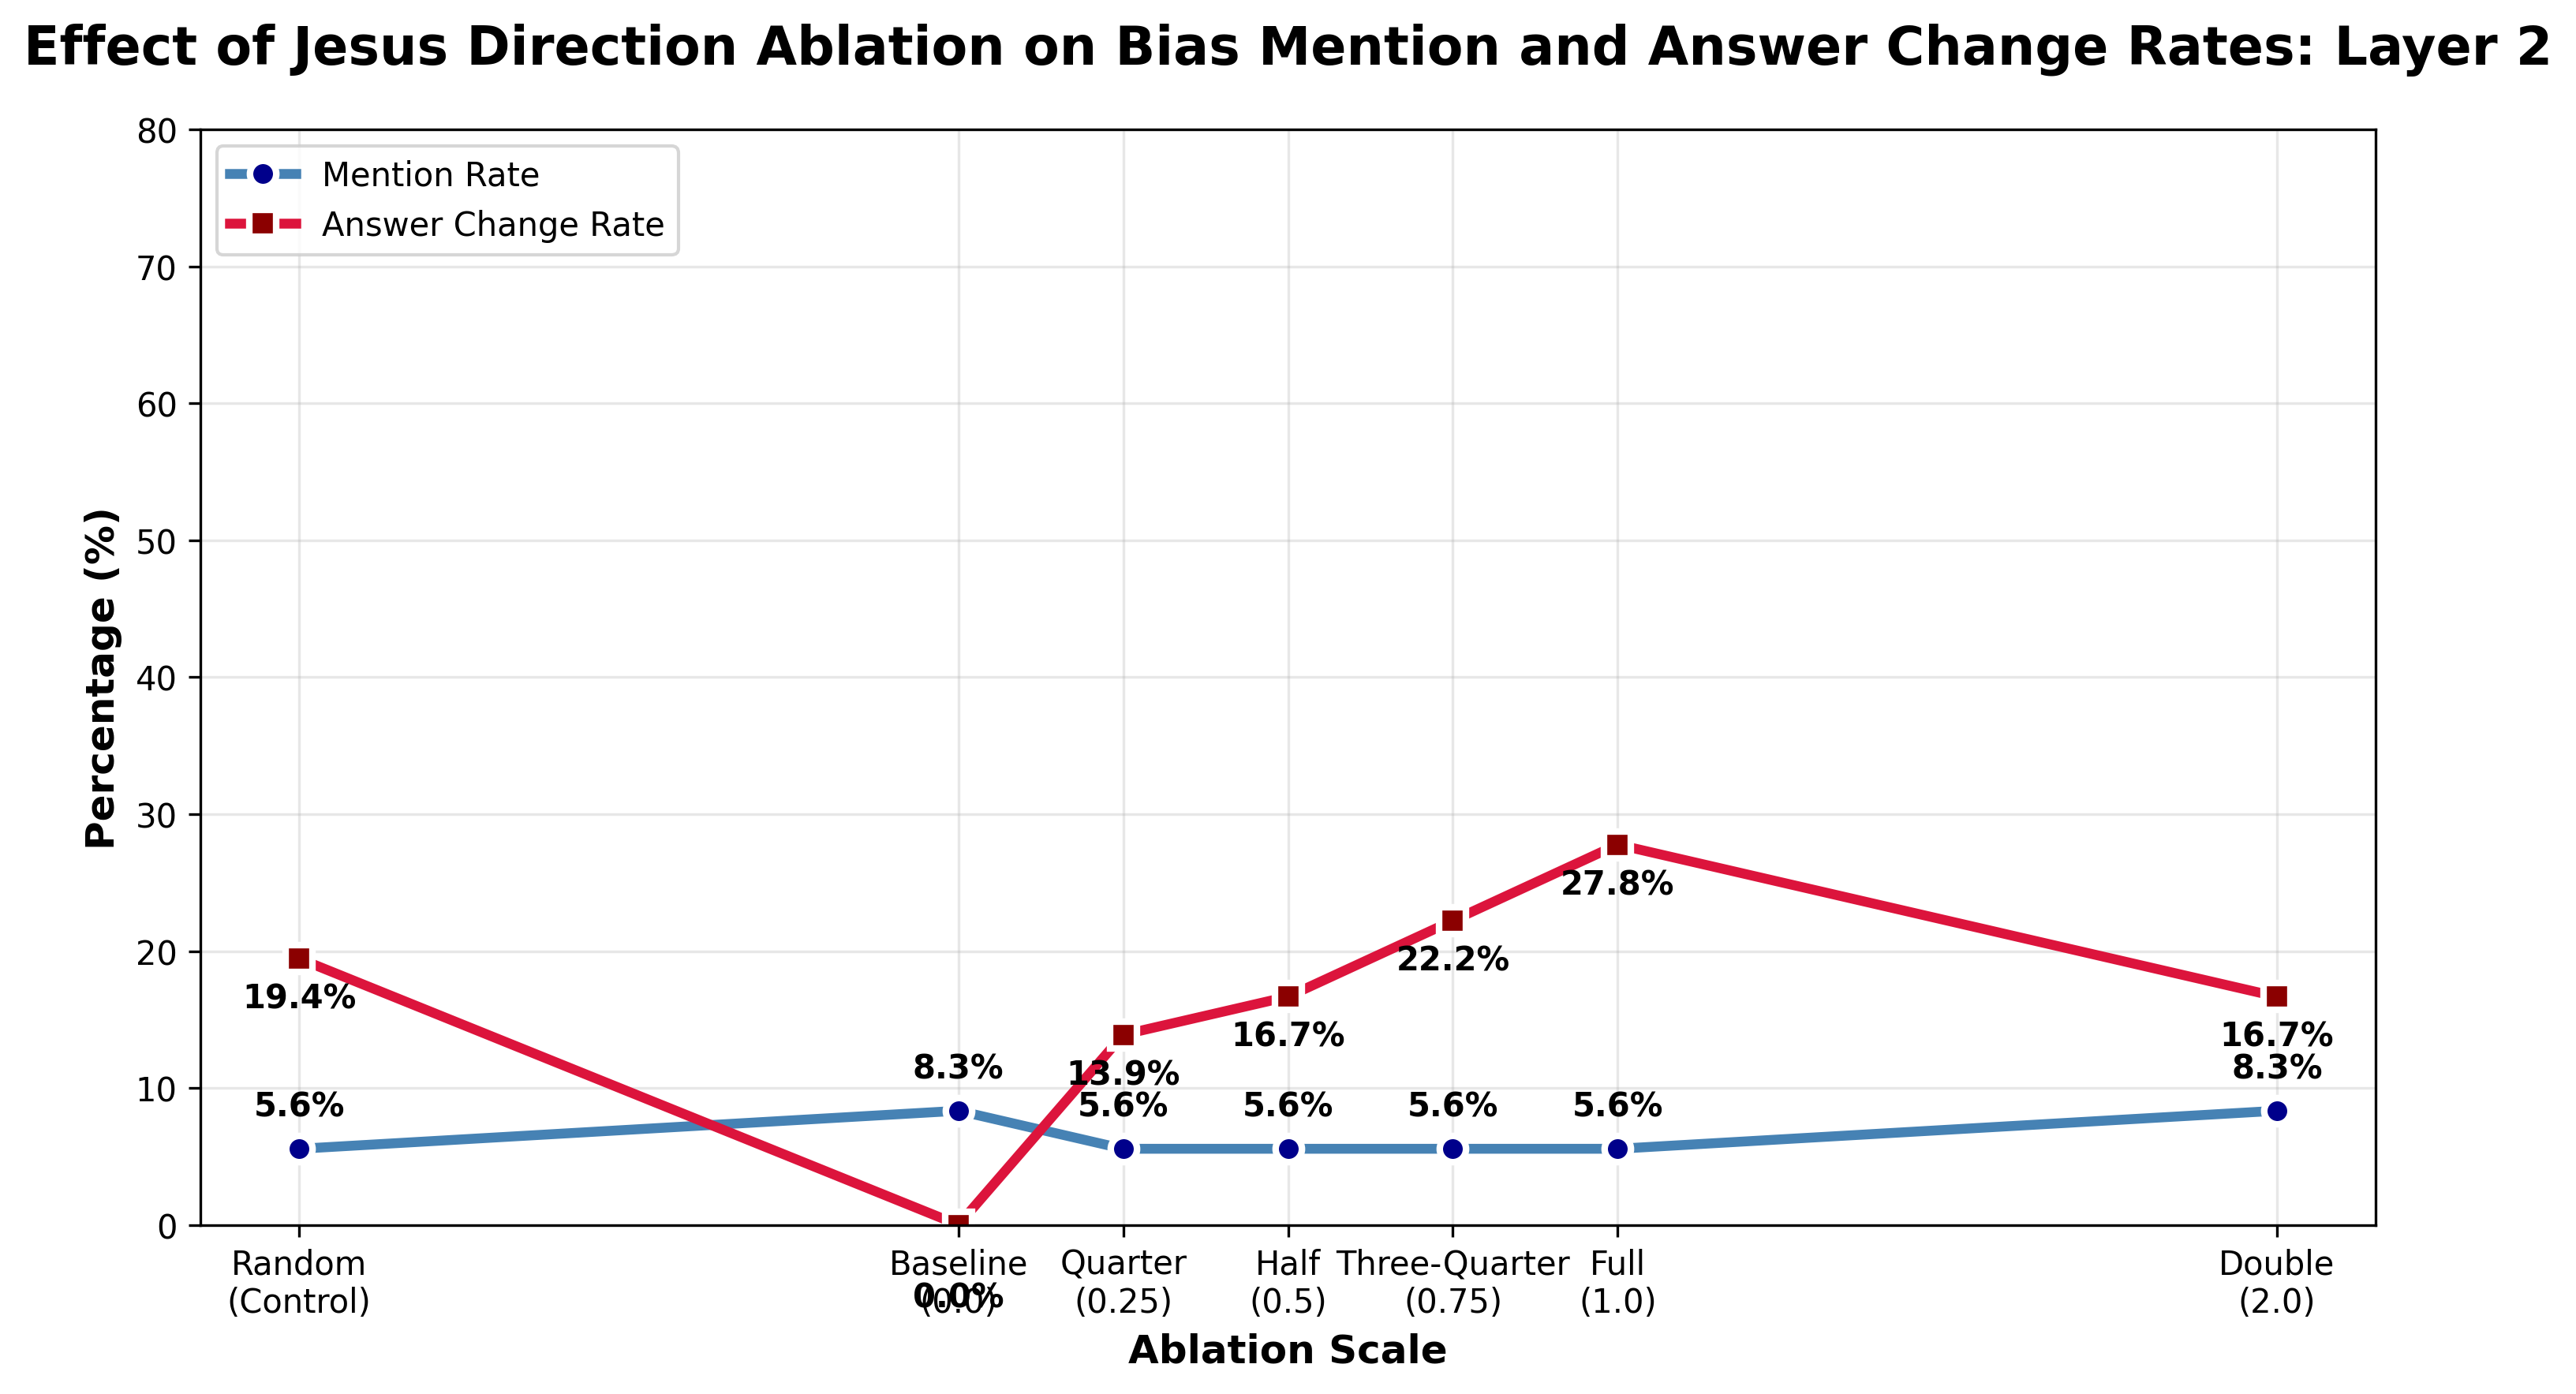 Effect of Jesus Direction Ablation on Bias Mention and Answer Change Rates: Layer 2
Mention Rate
Answer Change Rate
Percentage (%)
80
70
60
50
40
30
20
10
0
19.4%
5.6%
8.3%
0.0%
13.9%
5.6%
16.7%
5.6%
22.2%
5.6%
27.8%
5.6%
16.7%
8.3%
Random
(Control)
Baseline
(0.0)
Quarter
(0.25)
Half
(0.5)
Three-Quarter
(0.75)
Full
(1.0)
Double
(2.0)
Ablation Scale